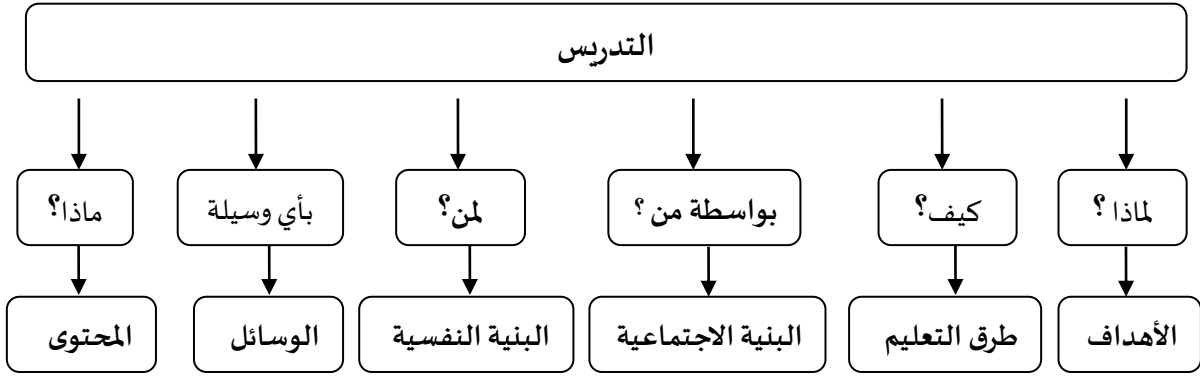 التدريس
لماذا ؟
كيف؟
بواسطة من ؟
لمن؟
بأي وسيلة
ماذا؟
الأهداف
طرق التعليم
البنية الاجتماعية
البنية النفسية
الوسائل
المحتوى